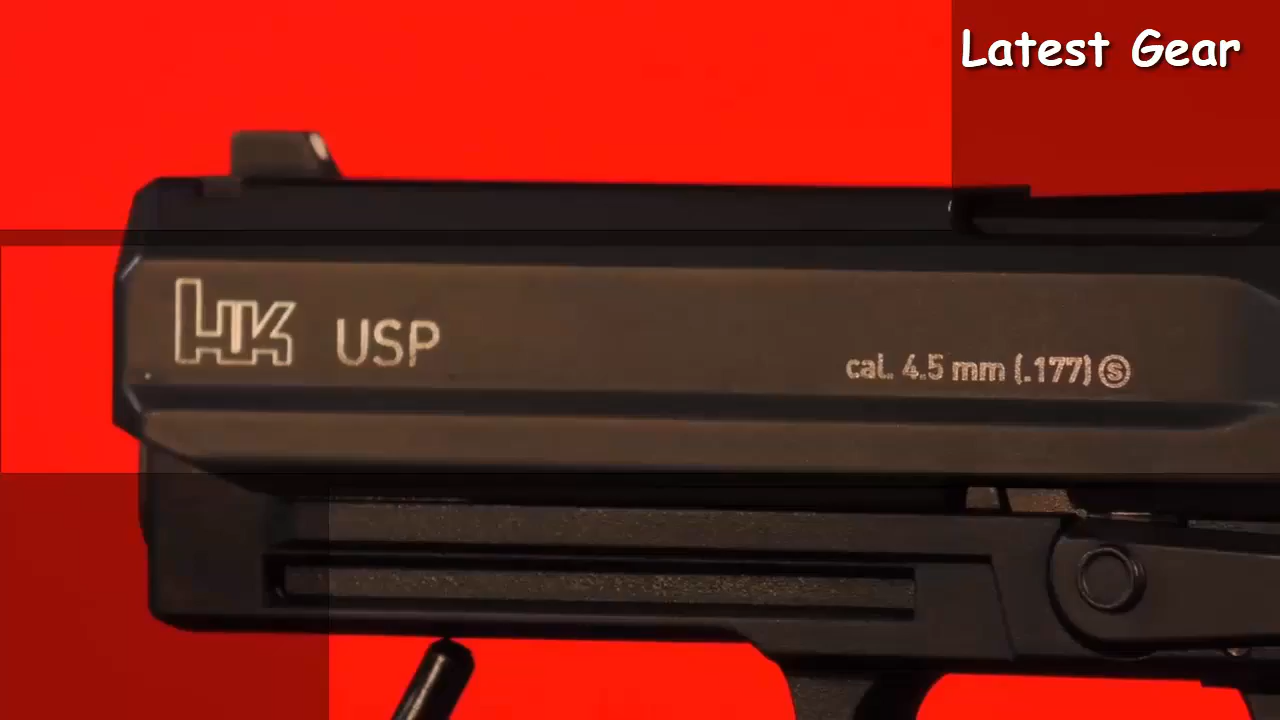 Latest Gear
HK USP
cal. 4.5 mm (.177) Ⓢ